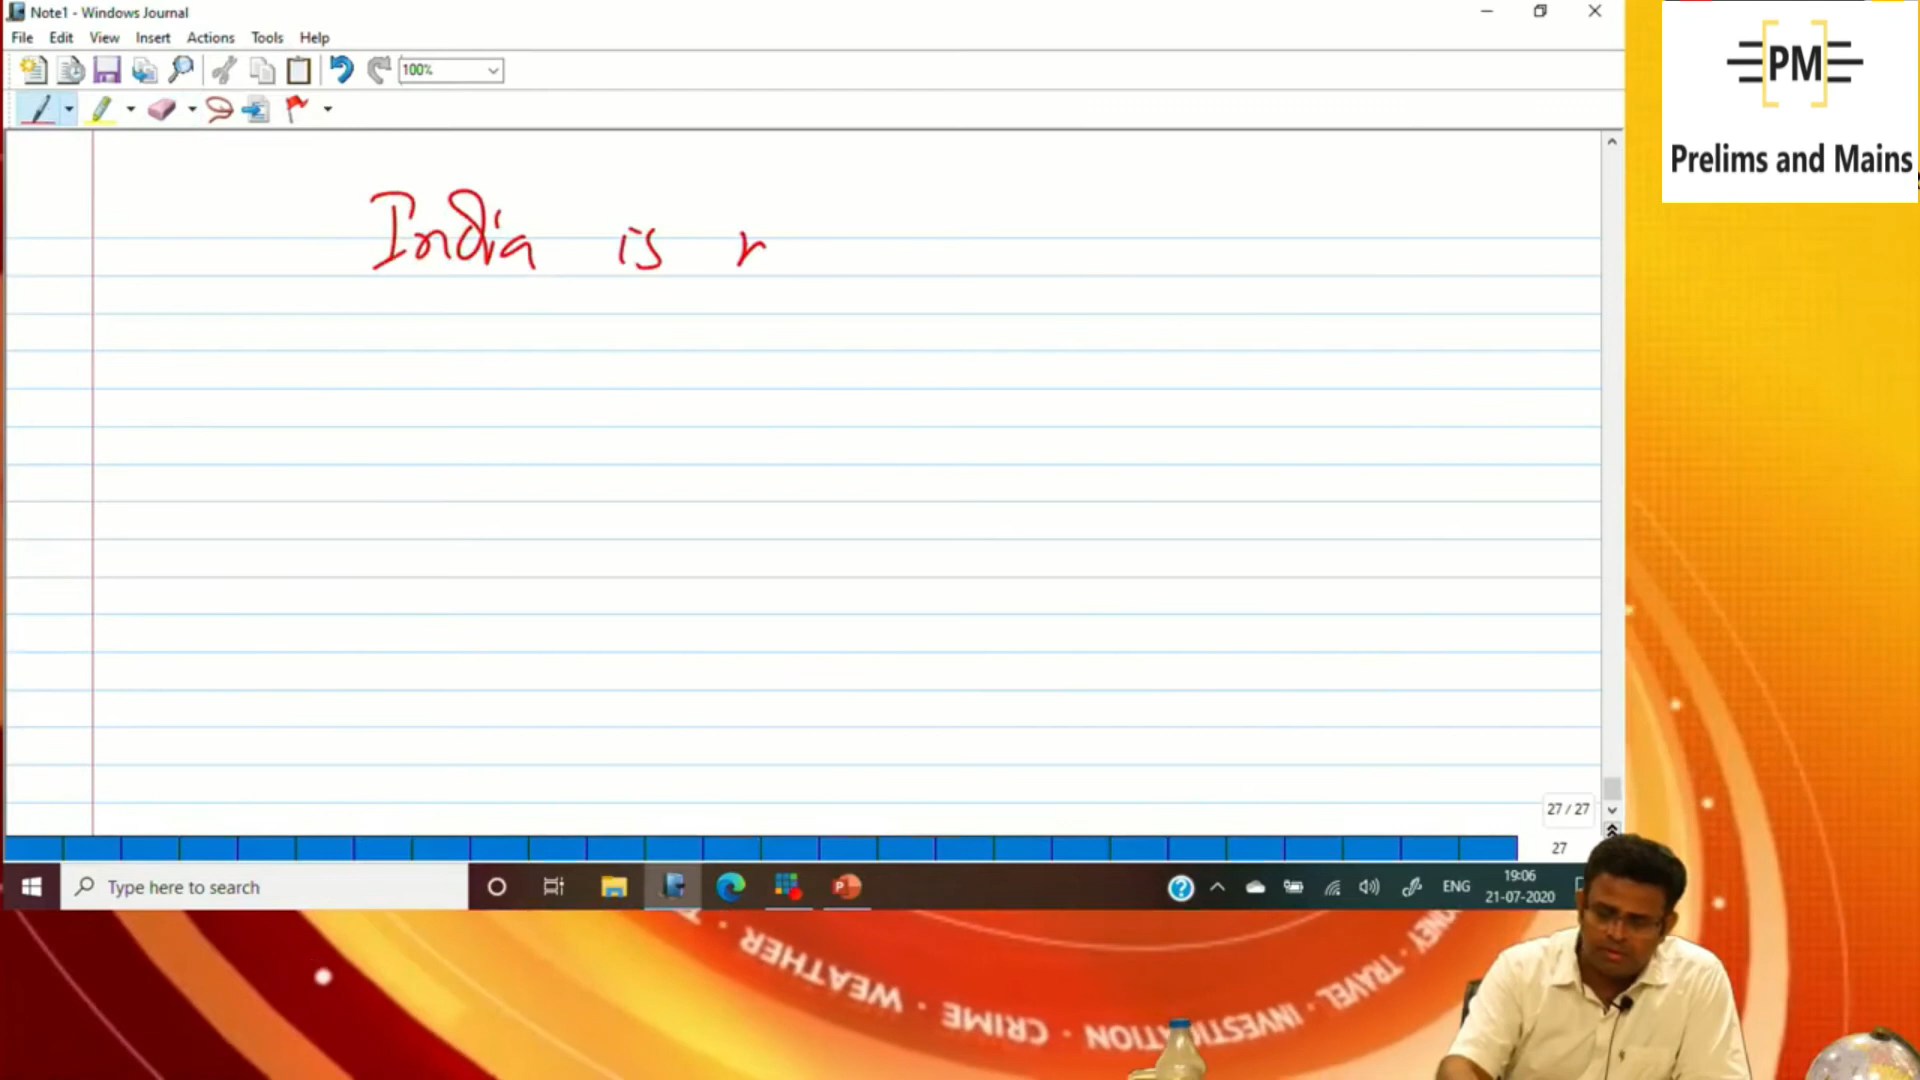 Note1 - Windows Journal
File Edit View Insert Actions Tools Help
100%
PM
Prelims and Mains
India is r
27 / 27
27
Type here to search
ENG
19:06
21-07-2020
WEATHER · CRIME · INVESTIGATION · TRAVEL ·